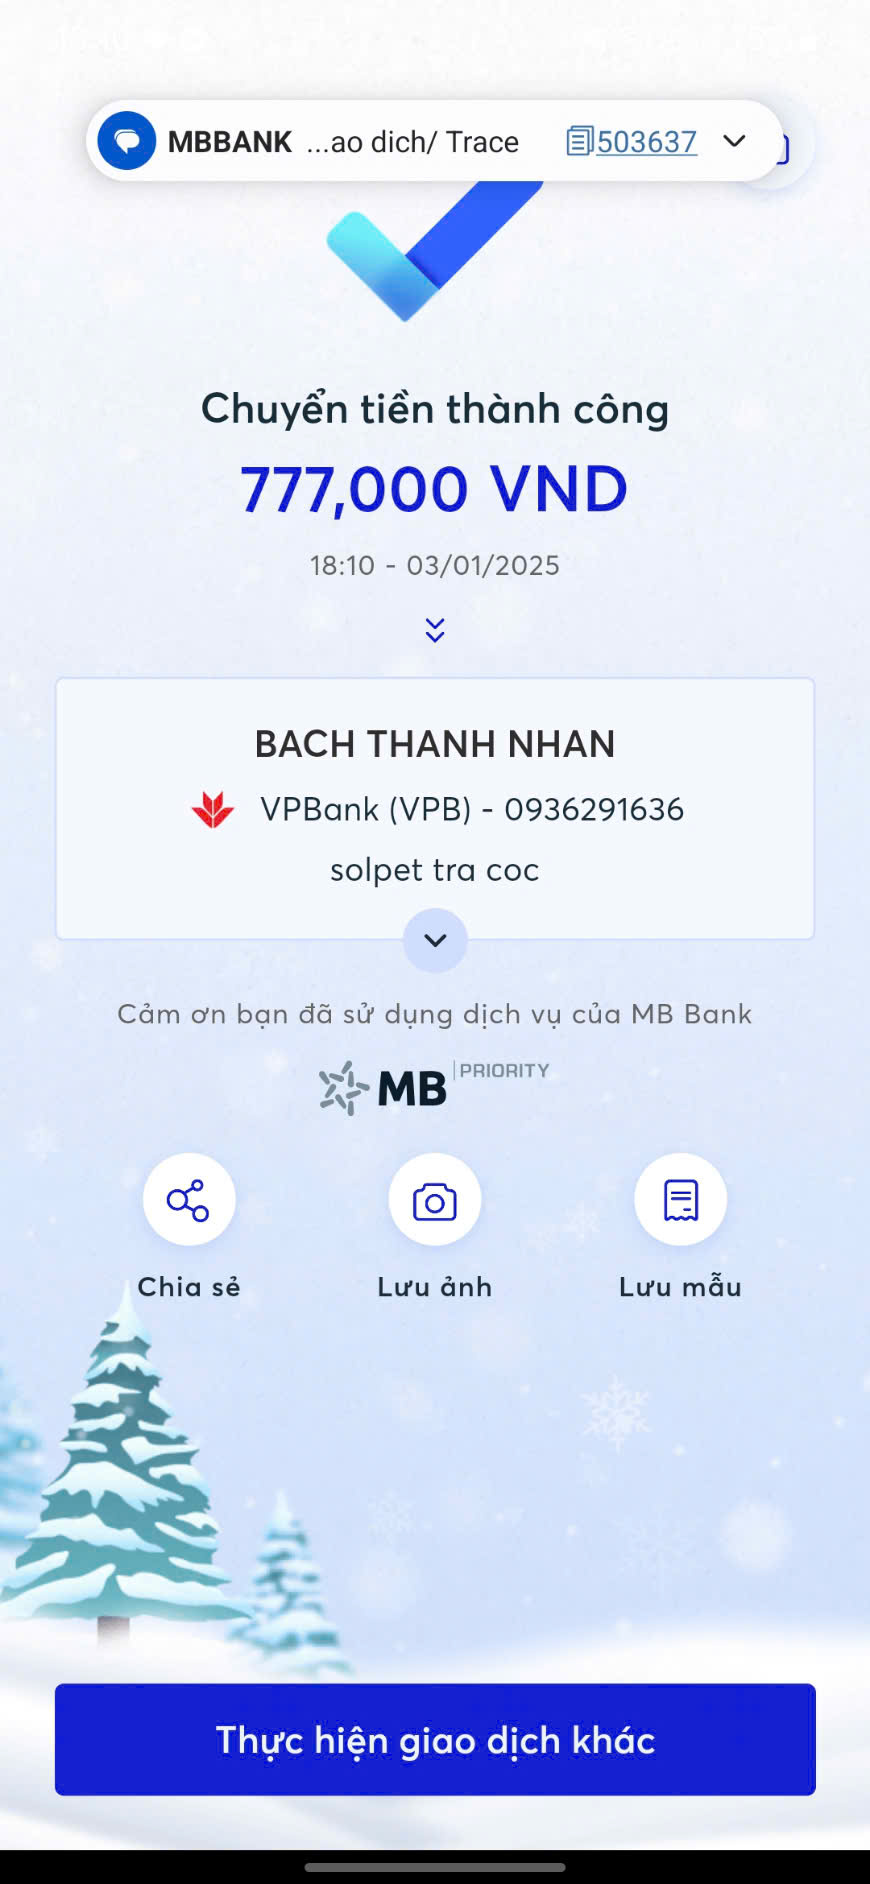 MBBANK ...ao dich/ Trace 503637
Chuyển tiền thành công
777,000 VND
18:10 - 03/01/2025
BACH THANH NHAN
VPBank (VPB) - 0936291636
solpet tra coc
Cảm ơn bạn đã sử dụng dịch vụ của MB Bank
MB PRIORITY
Chia sẻ Lưu ảnh Lưu mẫu
Thực hiện giao dịch khác